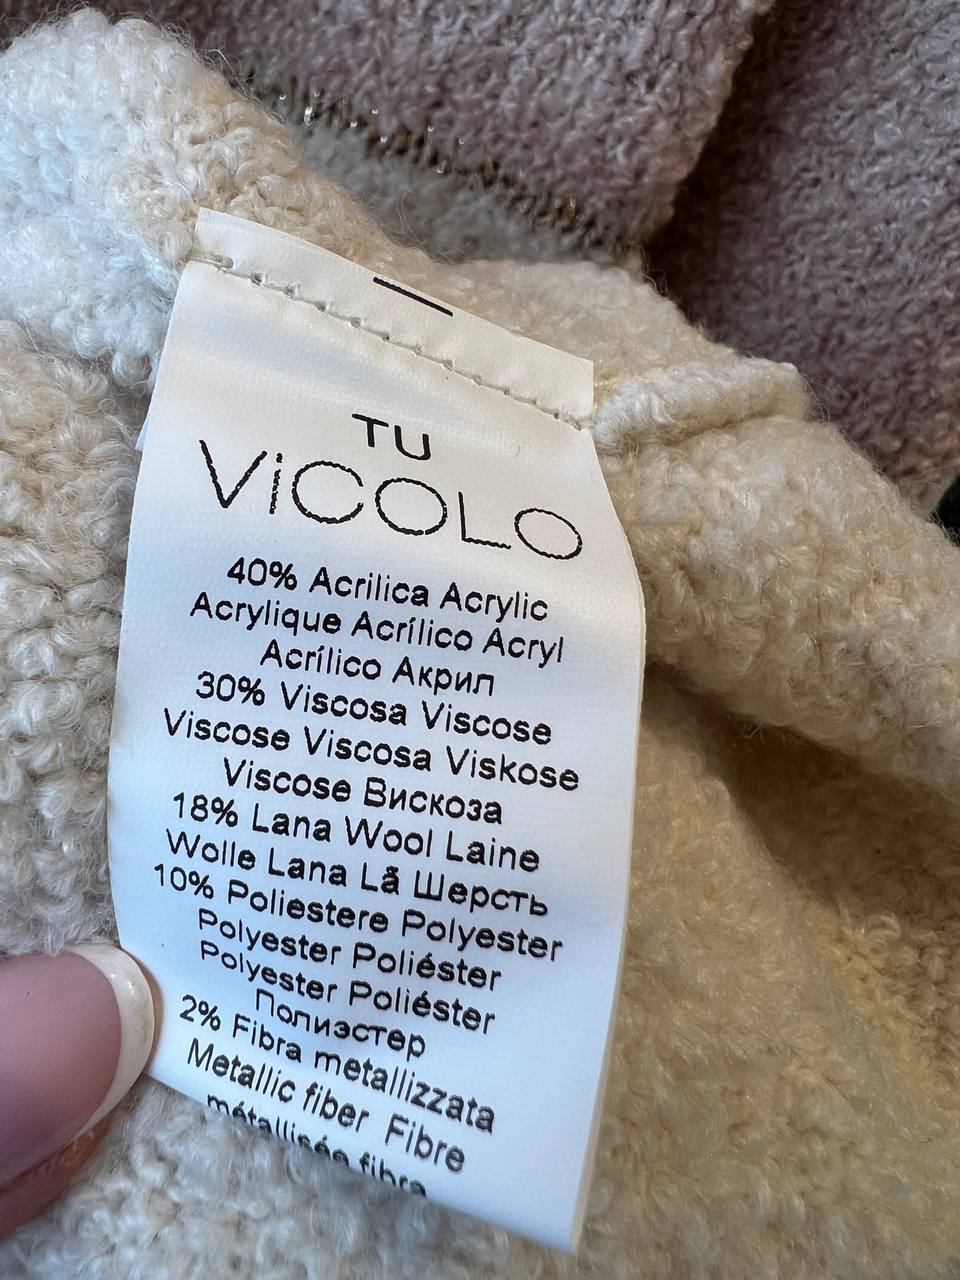 TU
ViCOLO
40% Acrilica Acrylic
Acrylique Acrílico Acryl
Acrílico Акрил
30% Viscosa Viscose
Viscose Viscosa Viskose
Viscose Вискоза
18% Lana Wool Laine
Wolle Lana Lã Шерсть
10% Poliestere Polyester
Polyester Poliéster
Polyester Poliéster
Полиэстер
2% Fibra metallizzata
Metallic fiber Fibre
métallisée fibra